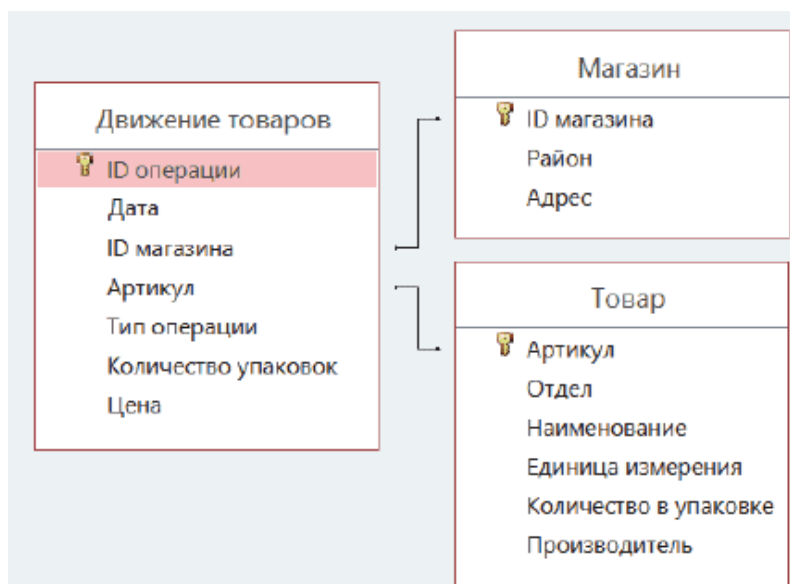 Движение товаров
ID операции
Дата
ID магазина
Артикул
Тип операции
Количество упаковок
Цена
Магазин
ID магазина
Район
Адрес
Товар
Артикул
Отдел
Наименование
Единица измерения
Количество в упаковке
Производитель